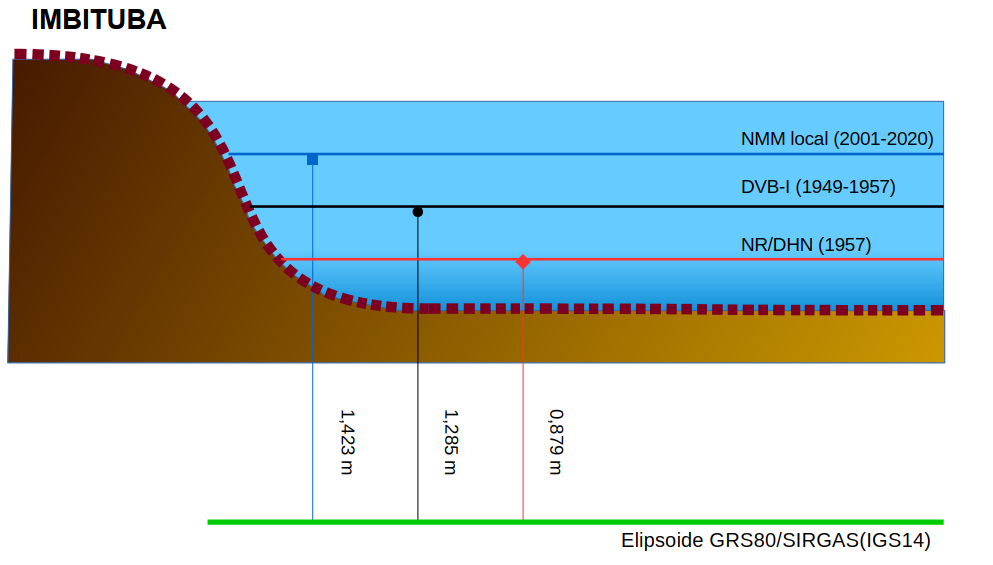 IMBITUBA
NMM local (2001-2020)
DVB-I (1949-1957)
NR/DHN (1957)
1,423 m
1,285 m
0,879 m
Elipsoide GRS80/SIRGAS(IGS14)